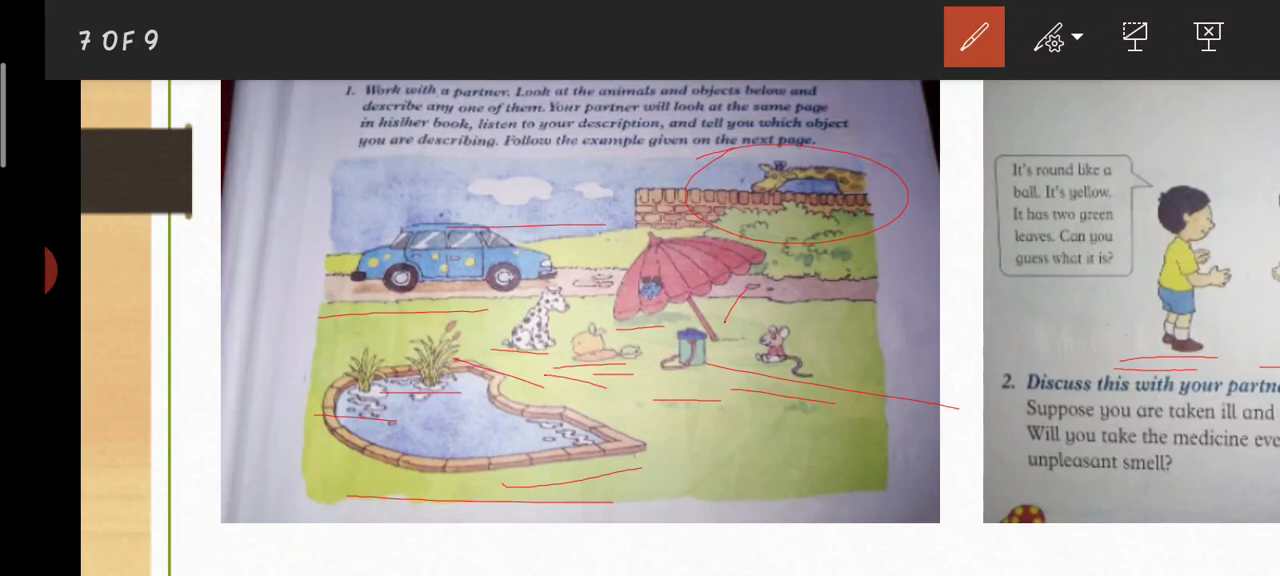 7 OF 9
1. Work with a partner. Look at the animals and objects below and
describe any one of them. Your partner will look at the same page
in his/her book, listen to your description, and tell you which object
you are describing. Follow the example given on the next page.
It's round like a
ball. It's yellow.
It has two green
leaves. Can you
guess what it is?
2. Discuss this with your partn
Suppose you are taken ill and
Will you take the medicine eve
unpleasant smell?